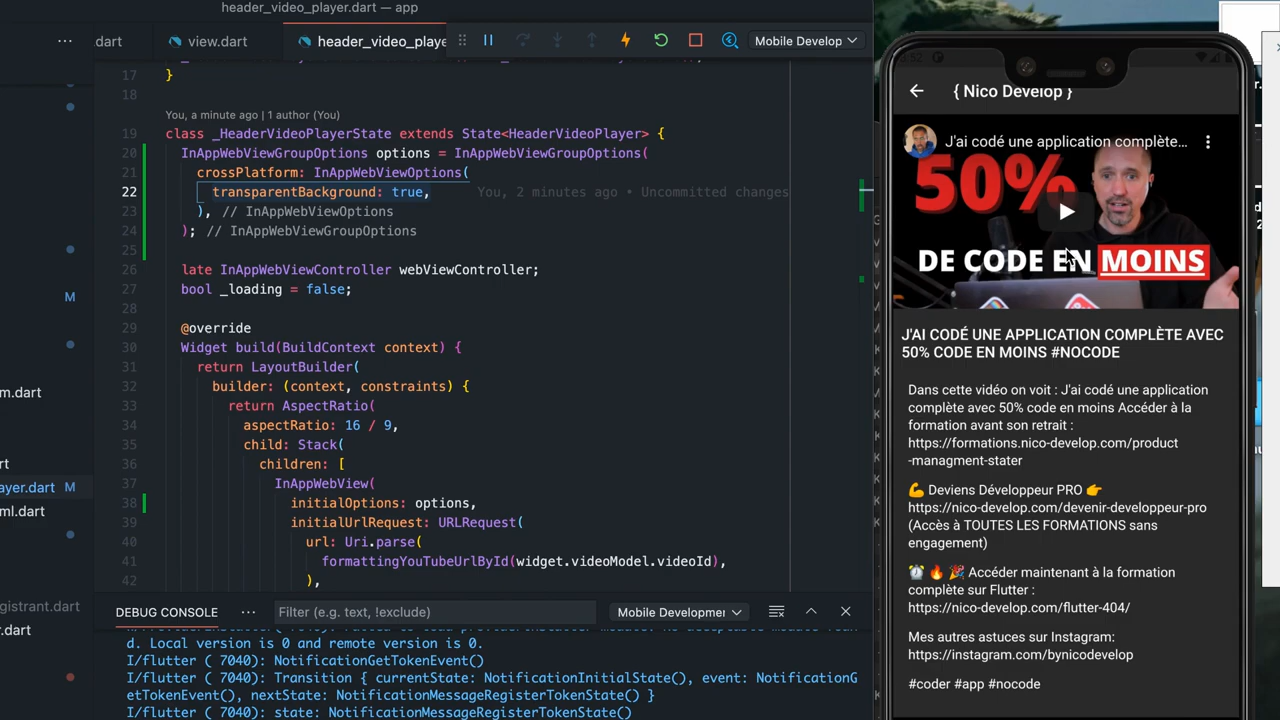 header_video_player.dart — app
.dart
view.dart
header_video_playe
Mobile Develop
17 }
18
You, a minute ago | 1 author (You)
19 class _HeaderVideoPlayerState extends State<HeaderVideoPlayer> {
20 InAppWebViewGroupOptions options = InAppWebViewGroupOptions(
21 crossPlatform: InAppWebViewOptions(
22 transparentBackground: true, You, 2 minutes ago • Uncommitted changes
23 ), // InAppWebViewOptions
24 ); // InAppWebViewGroupOptions
25
26 late InAppWebViewController webViewController;
27 bool _loading = false;
28
29 @override
30 Widget build(BuildContext context) {
31 return LayoutBuilder(
32 builder: (context, constraints) {
33 return AspectRatio(
34 aspectRatio: 16 / 9,
35 child: Stack(
36 children: [
37 InAppWebView(
38 initialOptions: options,
39 initialUrlRequest: URLRequest(
40 url: Uri.parse(
41 formattingYouTubeUrlById(widget.videoModel.videoId),
42 ),
M
m.dart
rt
ayer.dart M
ml.dart
gistrant.dart
r.dart
DEBUG CONSOLE
Filter (e.g. text, !exclude)
Mobile Developmer
d. Local version is 0 and remote version is 0.
I/flutter ( 7040): NotificationGetTokenEvent()
I/flutter ( 7040): Transition { currentState: NotificationInitialState(), event: NotificationG
etTokenEvent(), nextState: NotificationMessageRegisterTokenState() }
I/flutter ( 7040): state: NotificationMessageRegisterTokenState()
{ Nico Develop }
J'ai codé une application complète...
50%
DE CODE EN MOINS
J'AI CODÉ UNE APPLICATION COMPLÈTE AVEC
50% CODE EN MOINS #NOCODE
Dans cette vidéo on voit : J'ai codé une application
complète avec 50% code en moins Accéder à la
formation avant son retrait :
https://formations.nico-develop.com/product
-managment-stater
💪 Deviens Développeur PRO 👉
https://nico-develop.com/devenir-developpeur-pro
(Accès à TOUTES LES FORMATIONS sans
engagement)
⏰ 🔥 🎉 Accéder maintenant à la formation
complète sur Flutter :
https://nico-develop.com/flutter-404/
Mes autres astuces sur Instagram:
https://instagram.com/bynicodevelop
#coder #app #nocode